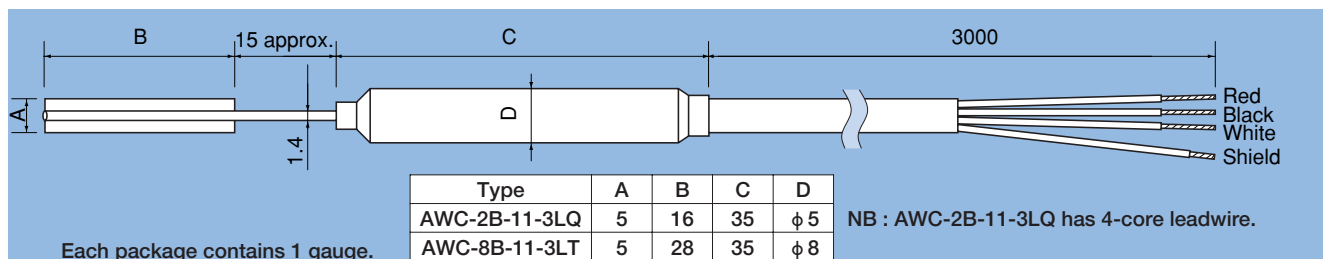 B 15 approx. C 3000
A
D
1.4
Red
Black
White
Shield
Type A B C D
AWC-2B-11-3LQ 5 16 35 φ5
AWC-8B-11-3LT 5 28 35 φ8
NB : AWC-2B-11-3LQ has 4-core leadwire.
Each package contains 1 gauge.